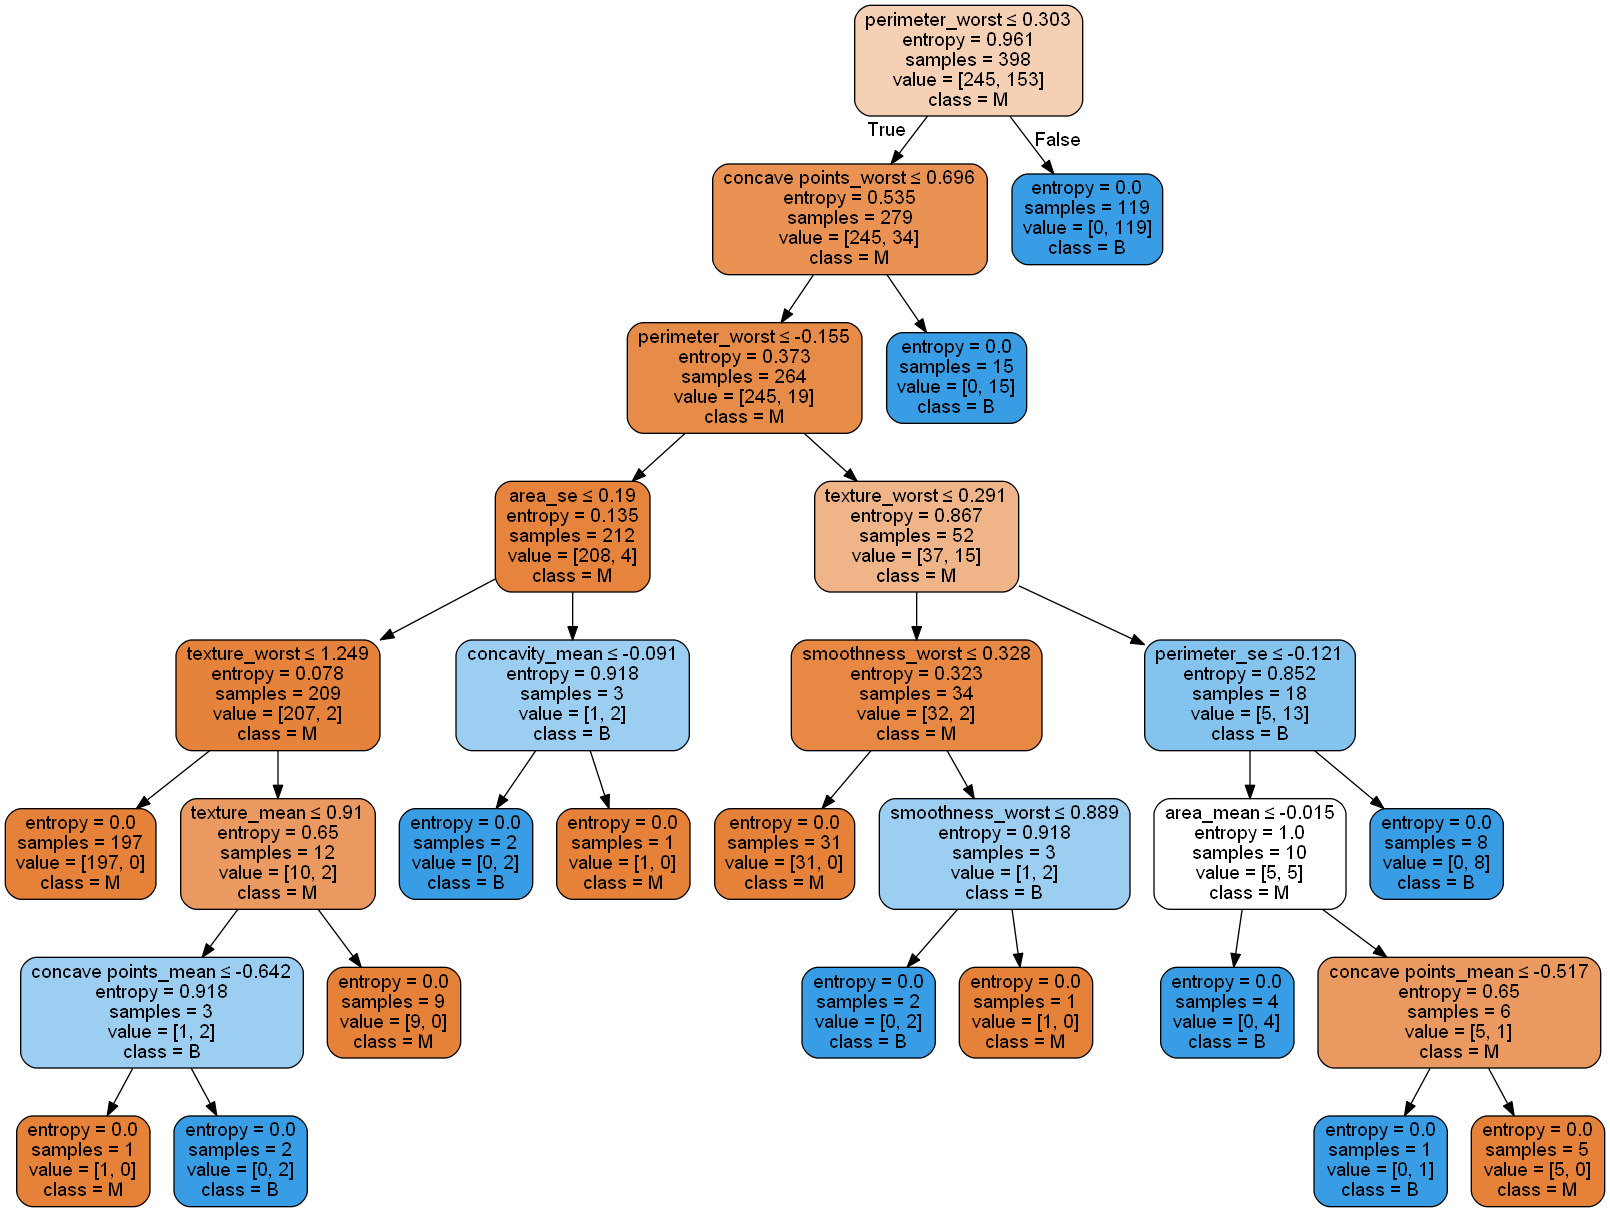 perimeter_worst ≤ 0.303
entropy = 0.961
samples = 398
value = [245, 153]
class = M
True
False
concave points_worst ≤ 0.696
entropy = 0.535
samples = 279
value = [245, 34]
class = M
entropy = 0.0
samples = 119
value = [0, 119]
class = B
perimeter_worst ≤ -0.155
entropy = 0.373
samples = 264
value = [245, 19]
class = M
entropy = 0.0
samples = 15
value = [0, 15]
class = B
area_se ≤ 0.19
entropy = 0.135
samples = 212
value = [208, 4]
class = M
texture_worst ≤ 0.291
entropy = 0.867
samples = 52
value = [37, 15]
class = M
texture_worst ≤ 1.249
entropy = 0.078
samples = 209
value = [207, 2]
class = M
concavity_mean ≤ -0.091
entropy = 0.918
samples = 3
value = [1, 2]
class = B
smoothness_worst ≤ 0.328
entropy = 0.323
samples = 34
value = [32, 2]
class = M
perimeter_se ≤ -0.121
entropy = 0.852
samples = 18
value = [5, 13]
class = B
entropy = 0.0
samples = 197
value = [197, 0]
class = M
texture_mean ≤ 0.91
entropy = 0.65
samples = 12
value = [10, 2]
class = M
entropy = 0.0
samples = 2
value = [0, 2]
class = B
entropy = 0.0
samples = 1
value = [1, 0]
class = M
entropy = 0.0
samples = 31
value = [31, 0]
class = M
smoothness_worst ≤ 0.889
entropy = 0.918
samples = 3
value = [1, 2]
class = B
area_mean ≤ -0.015
entropy = 1.0
samples = 10
value = [5, 5]
class = M
entropy = 0.0
samples = 8
value = [0, 8]
class = B
concave points_mean ≤ -0.642
entropy = 0.918
samples = 3
value = [1, 2]
class = B
entropy = 0.0
samples = 9
value = [9, 0]
class = M
entropy = 0.0
samples = 2
value = [0, 2]
class = B
entropy = 0.0
samples = 1
value = [1, 0]
class = M
entropy = 0.0
samples = 4
value = [0, 4]
class = B
concave points_mean ≤ -0.517
entropy = 0.65
samples = 6
value = [5, 1]
class = M
entropy = 0.0
samples = 1
value = [1, 0]
class = M
entropy = 0.0
samples = 2
value = [0, 2]
class = B
entropy = 0.0
samples = 1
value = [0, 1]
class = B
entropy = 0.0
samples = 5
value = [5, 0]
class = M